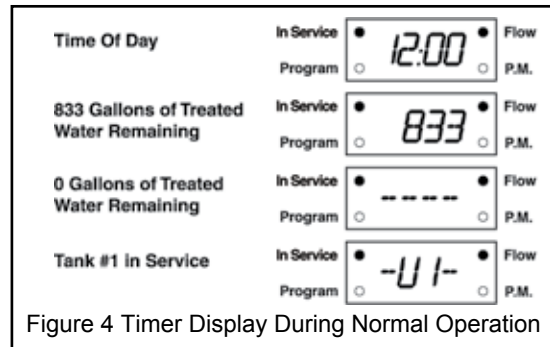 Time Of Day
In Service 12:00 Flow
Program P.M.
833 Gallons of Treated
Water Remaining
In Service 833 Flow
Program P.M.
0 Gallons of Treated
Water Remaining
In Service ---- Flow
Program P.M.
Tank #1 in Service
In Service -U1- Flow
Program P.M.
Figure 4 Timer Display During Normal Operation